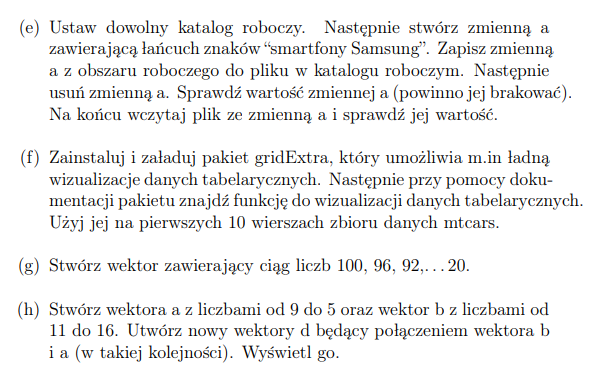 (e) Ustaw dowolny katalog roboczy. Następnie stwórz zmienną a
zawierającą łańcuch znaków “smartfony Samsung”. Zapisz zmienną
a z obszaru roboczego do pliku w katalogu roboczym. Następnie
usuń zmienną a. Sprawdź wartość zmiennej a (powinno jej brakować).
Na końcu wczytaj plik ze zmienną a i sprawdź jej wartość.
(f) Zainstaluj i załaduj pakiet gridExtra, który umożliwia m.in ładną
wizualizacje danych tabelarycznych. Następnie przy pomocy doku-
mentacji pakietu znajdź funkcję do wizualizacji danych tabelarycznych.
Użyj jej na pierwszych 10 wierszach zbioru danych mtcars.
(g) Stwórz wektor zawierający ciąg liczb 100, 96, 92,...20.
(h) Stwórz wektora a z liczbami od 9 do 5 oraz wektor b z liczbami od
11 do 16. Utwórz nowy wektory d będący połączeniem wektora b
i a (w takiej kolejności). Wyświetl go.